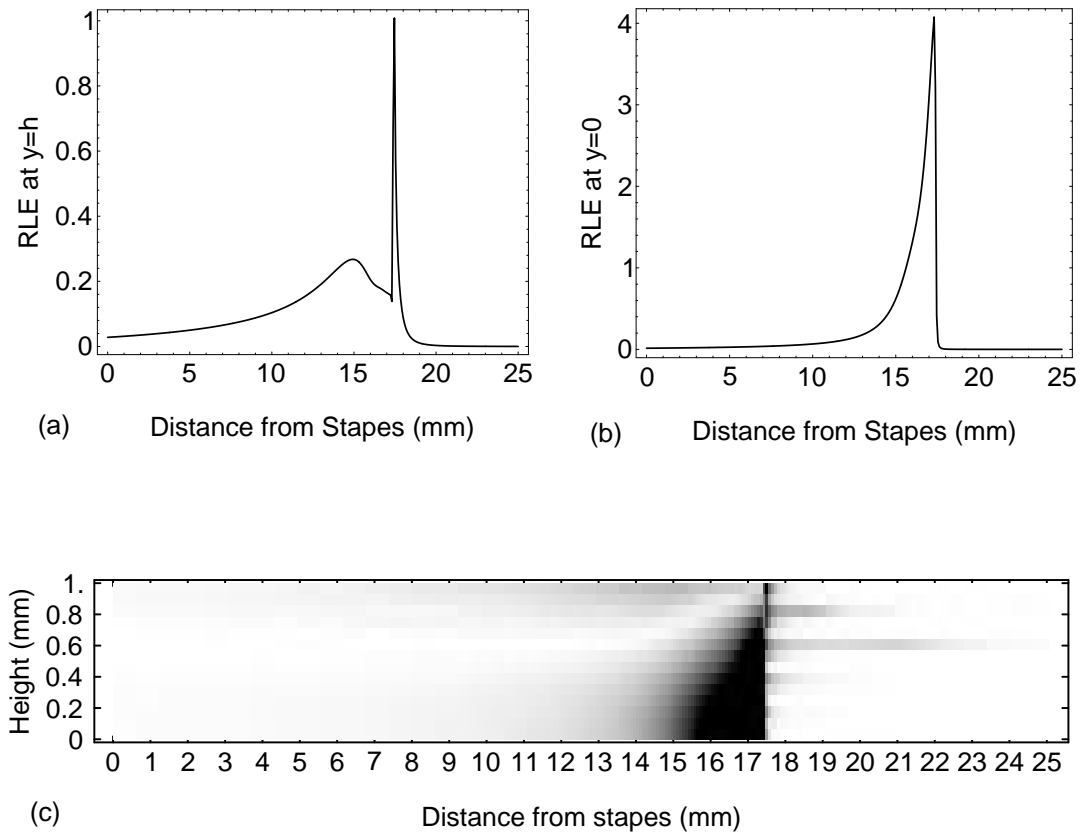 1
0.8
0.6
0.4
0.2
0
RLE at y=h
0 5 10 15 20 25
(a) Distance from Stapes (mm)
4
3
2
1
0
RLE at y=0
0 5 10 15 20 25
(b) Distance from Stapes (mm)
1.
0.8
0.6
0.4
0.2
0
Height (mm)
0 1 2 3 4 5 6 7 8 9 10 11 12 13 14 15 16 17 18 19 20 21 22 23 24 25
(c) Distance from stapes (mm)